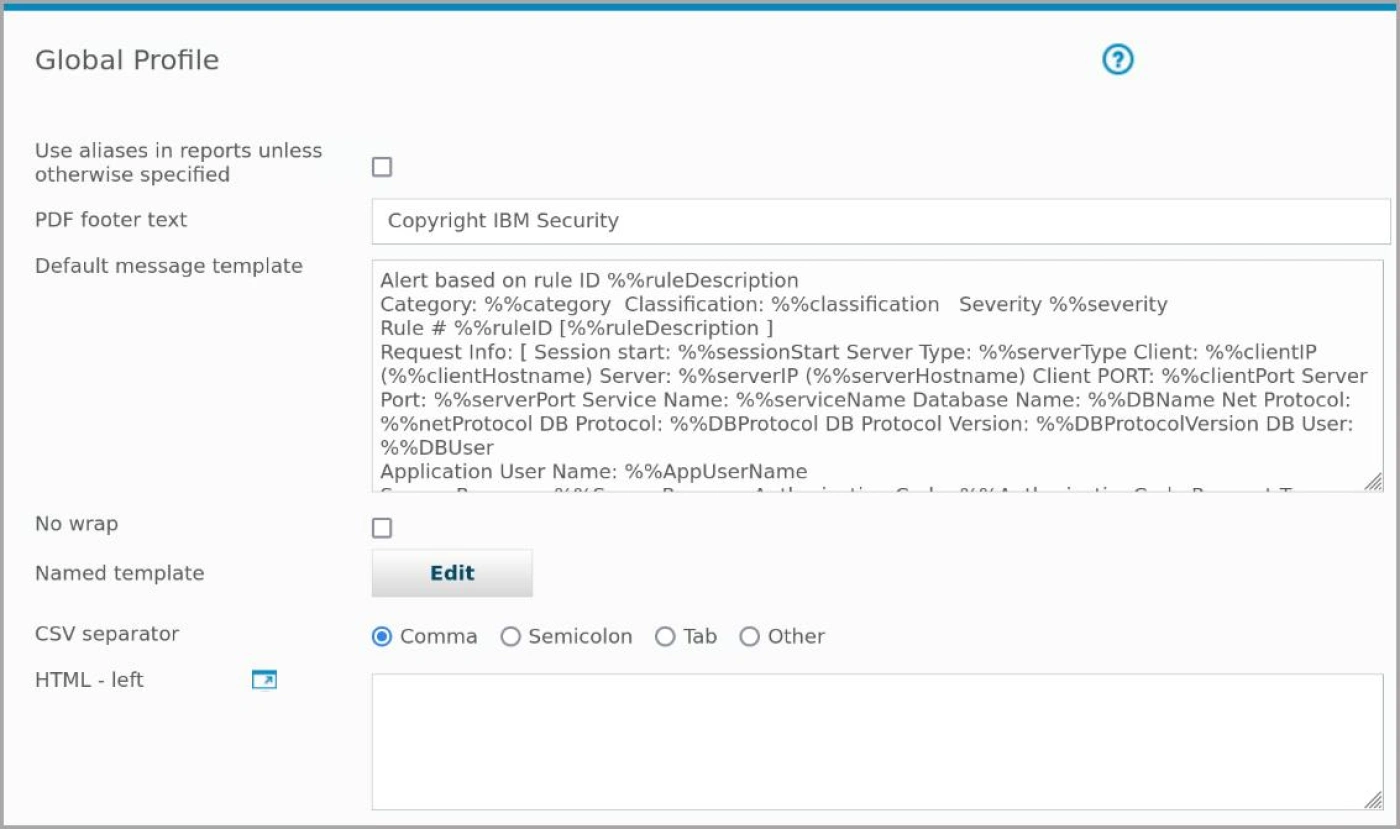 Global Profile
?
Use aliases in reports unless
otherwise specified
PDF footer text
Copyright IBM Security
Default message template
Alert based on rule ID %%ruleDescription
Category: %%category  Classification: %%classification   Severity %%severity
Rule # %%ruleID [%%ruleDescription ]
Request Info: [ Session start: %%sessionStart Server Type: %%serverType Client: %%clientIP
(%%clientHostname) Server: %%serverIP (%%serverHostname) Client PORT: %%clientPort Server
Port: %%serverPort Service Name: %%serviceName Database Name: %%DBName Net Protocol:
%%netProtocol DB Protocol: %%DBProtocol DB Protocol Version: %%DBProtocolVersion DB User:
%%DBUser
Application User Name: %%AppUserName
No wrap
Named template
Edit
CSV separator
Comma Semicolon Tab Other
HTML - left